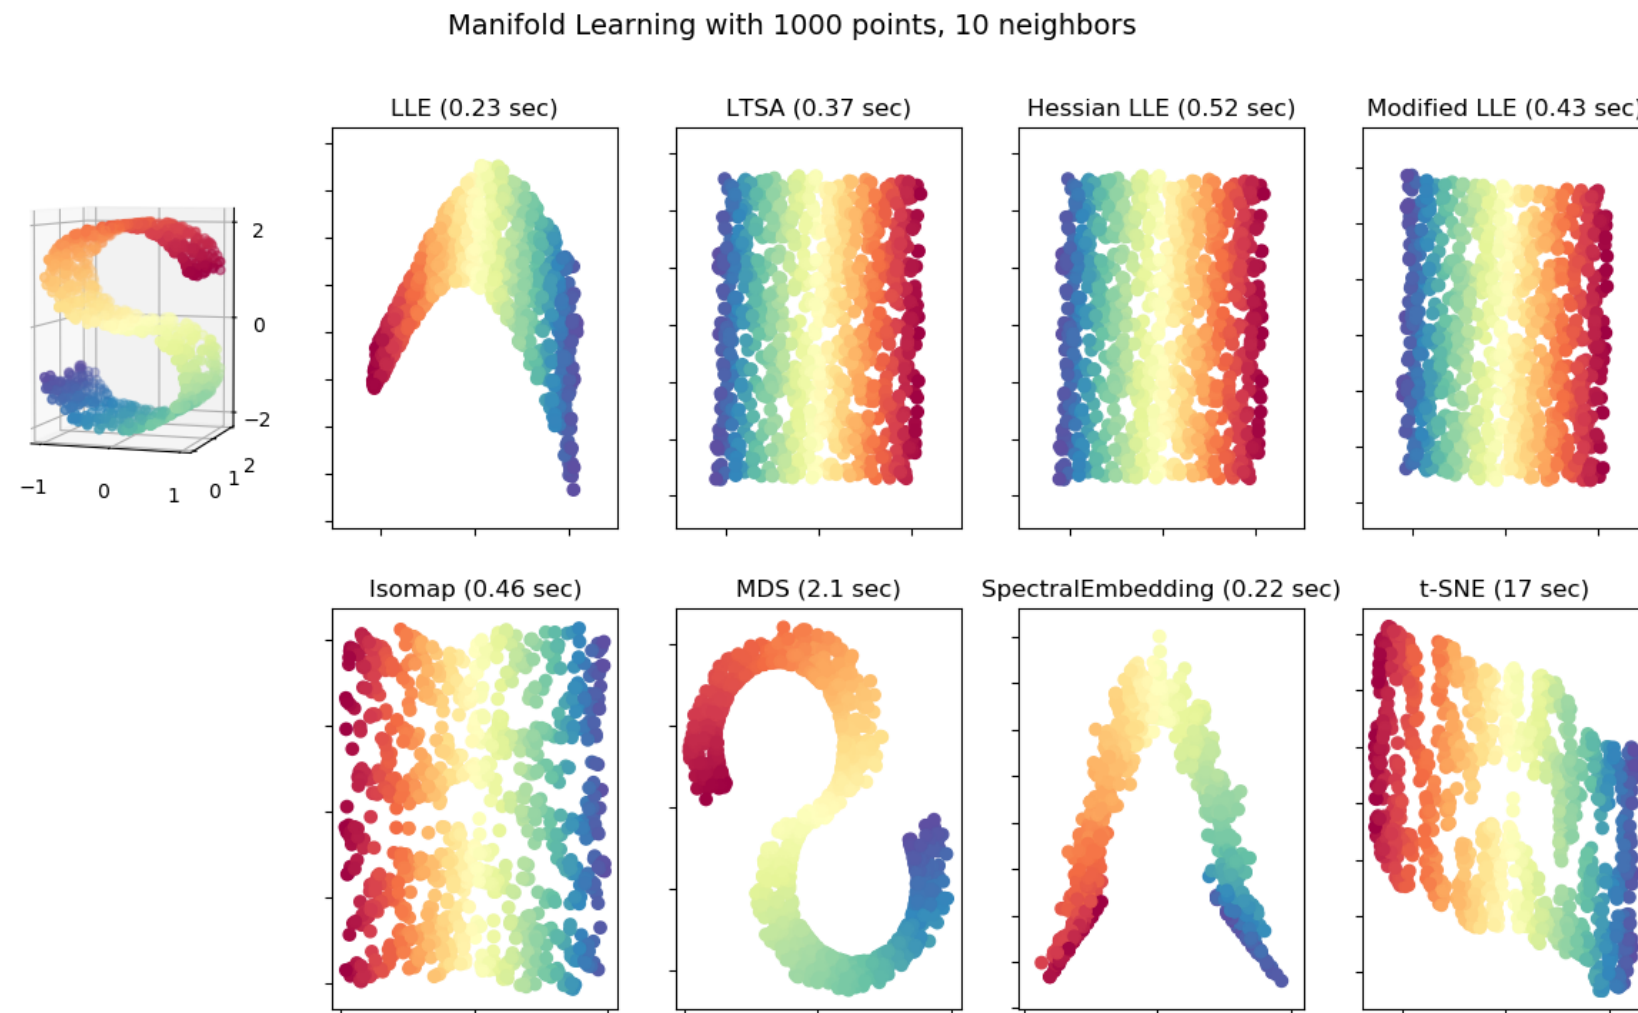 Manifold Learning with 1000 points, 10 neighbors
LLE (0.23 sec)
LTSA (0.37 sec)
Hessian LLE (0.52 sec)
Modified LLE (0.43 sec)
2
0
−2
−1
0
1
0
1
2
Isomap (0.46 sec)
MDS (2.1 sec)
SpectralEmbedding (0.22 sec)
t-SNE (17 sec)